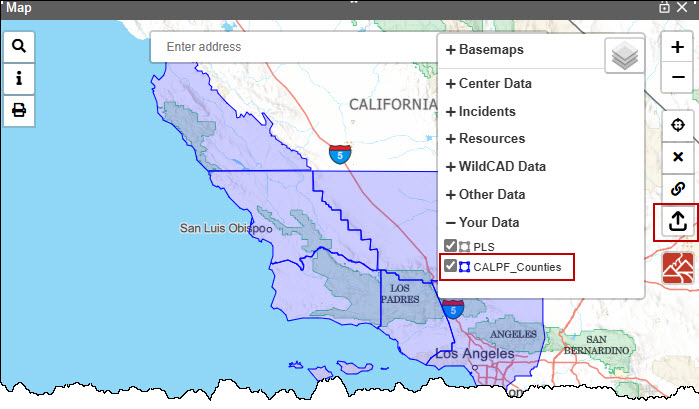 Map
Enter address
+ Basemaps
+ Center Data
+ Incidents
+ Resources
+ WildCAD Data
+ Other Data
− Your Data
PLS
CALPF_Counties
CALIFORNIA
5
San Luis Obispo
LOS
PADRES
5
ANGELES
SAN
BERNARDINO
Los Angeles